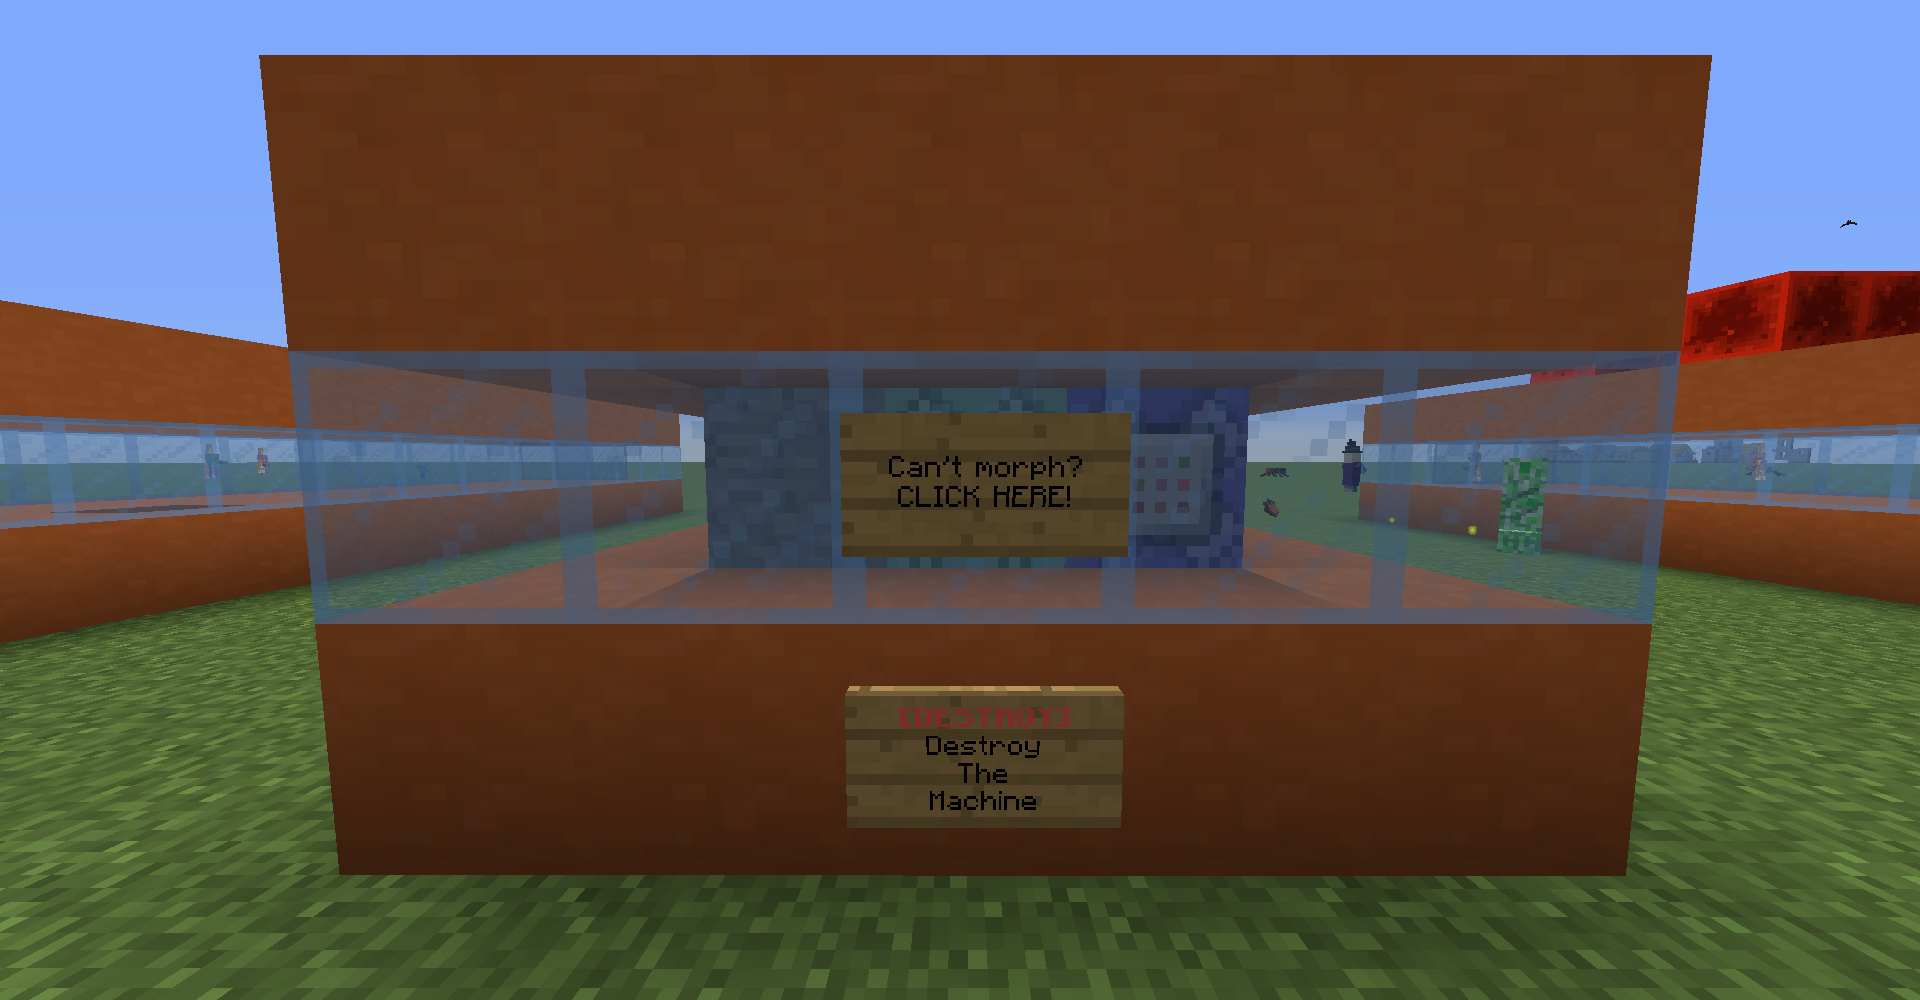 Can't morph?
CLICK HERE!
[DESTROY]
Destroy
The
Machine